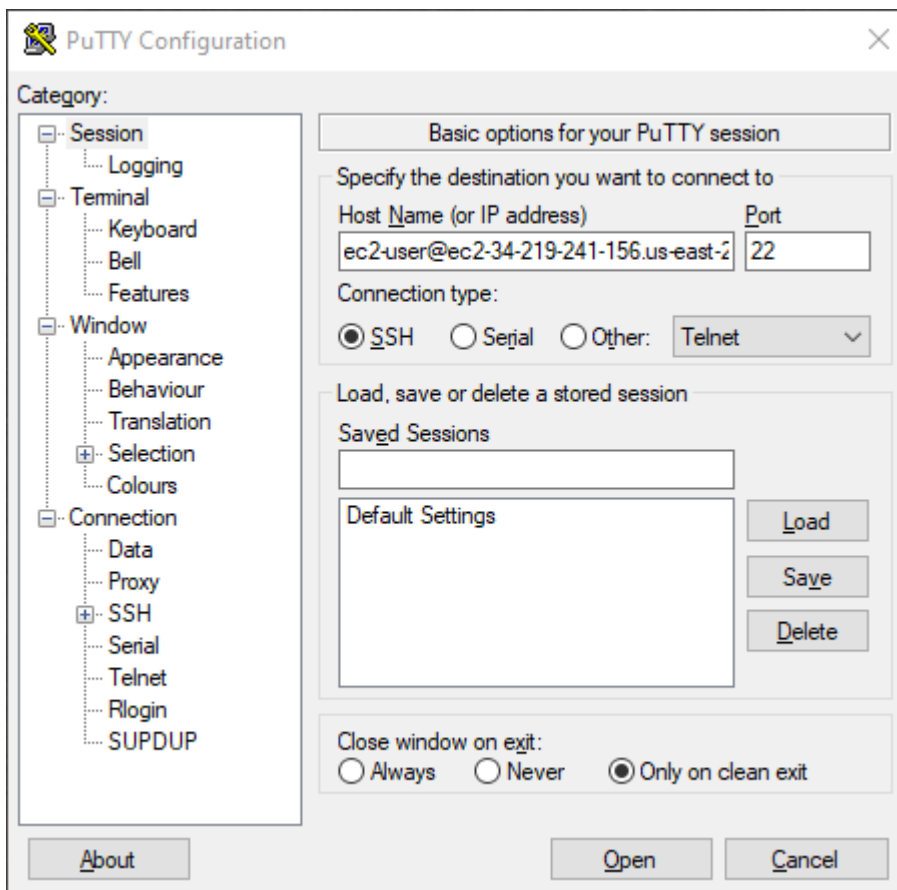 PuTTY Configuration
Category:
Session
Logging
Terminal
Keyboard
Bell
Features
Window
Appearance
Behaviour
Translation
Selection
Colours
Connection
Data
Proxy
SSH
Serial
Telnet
Rlogin
SUPDUP
Basic options for your PuTTY session
Specify the destination you want to connect to
Host Name (or IP address) Port
ec2-user@ec2-34-219-241-156.us-east-2 22
Connection type:
SSH Serial Other: Telnet
Load, save or delete a stored session
Saved Sessions
Default Settings
Load
Save
Delete
Close window on exit:
Always Never Only on clean exit
About Open Cancel